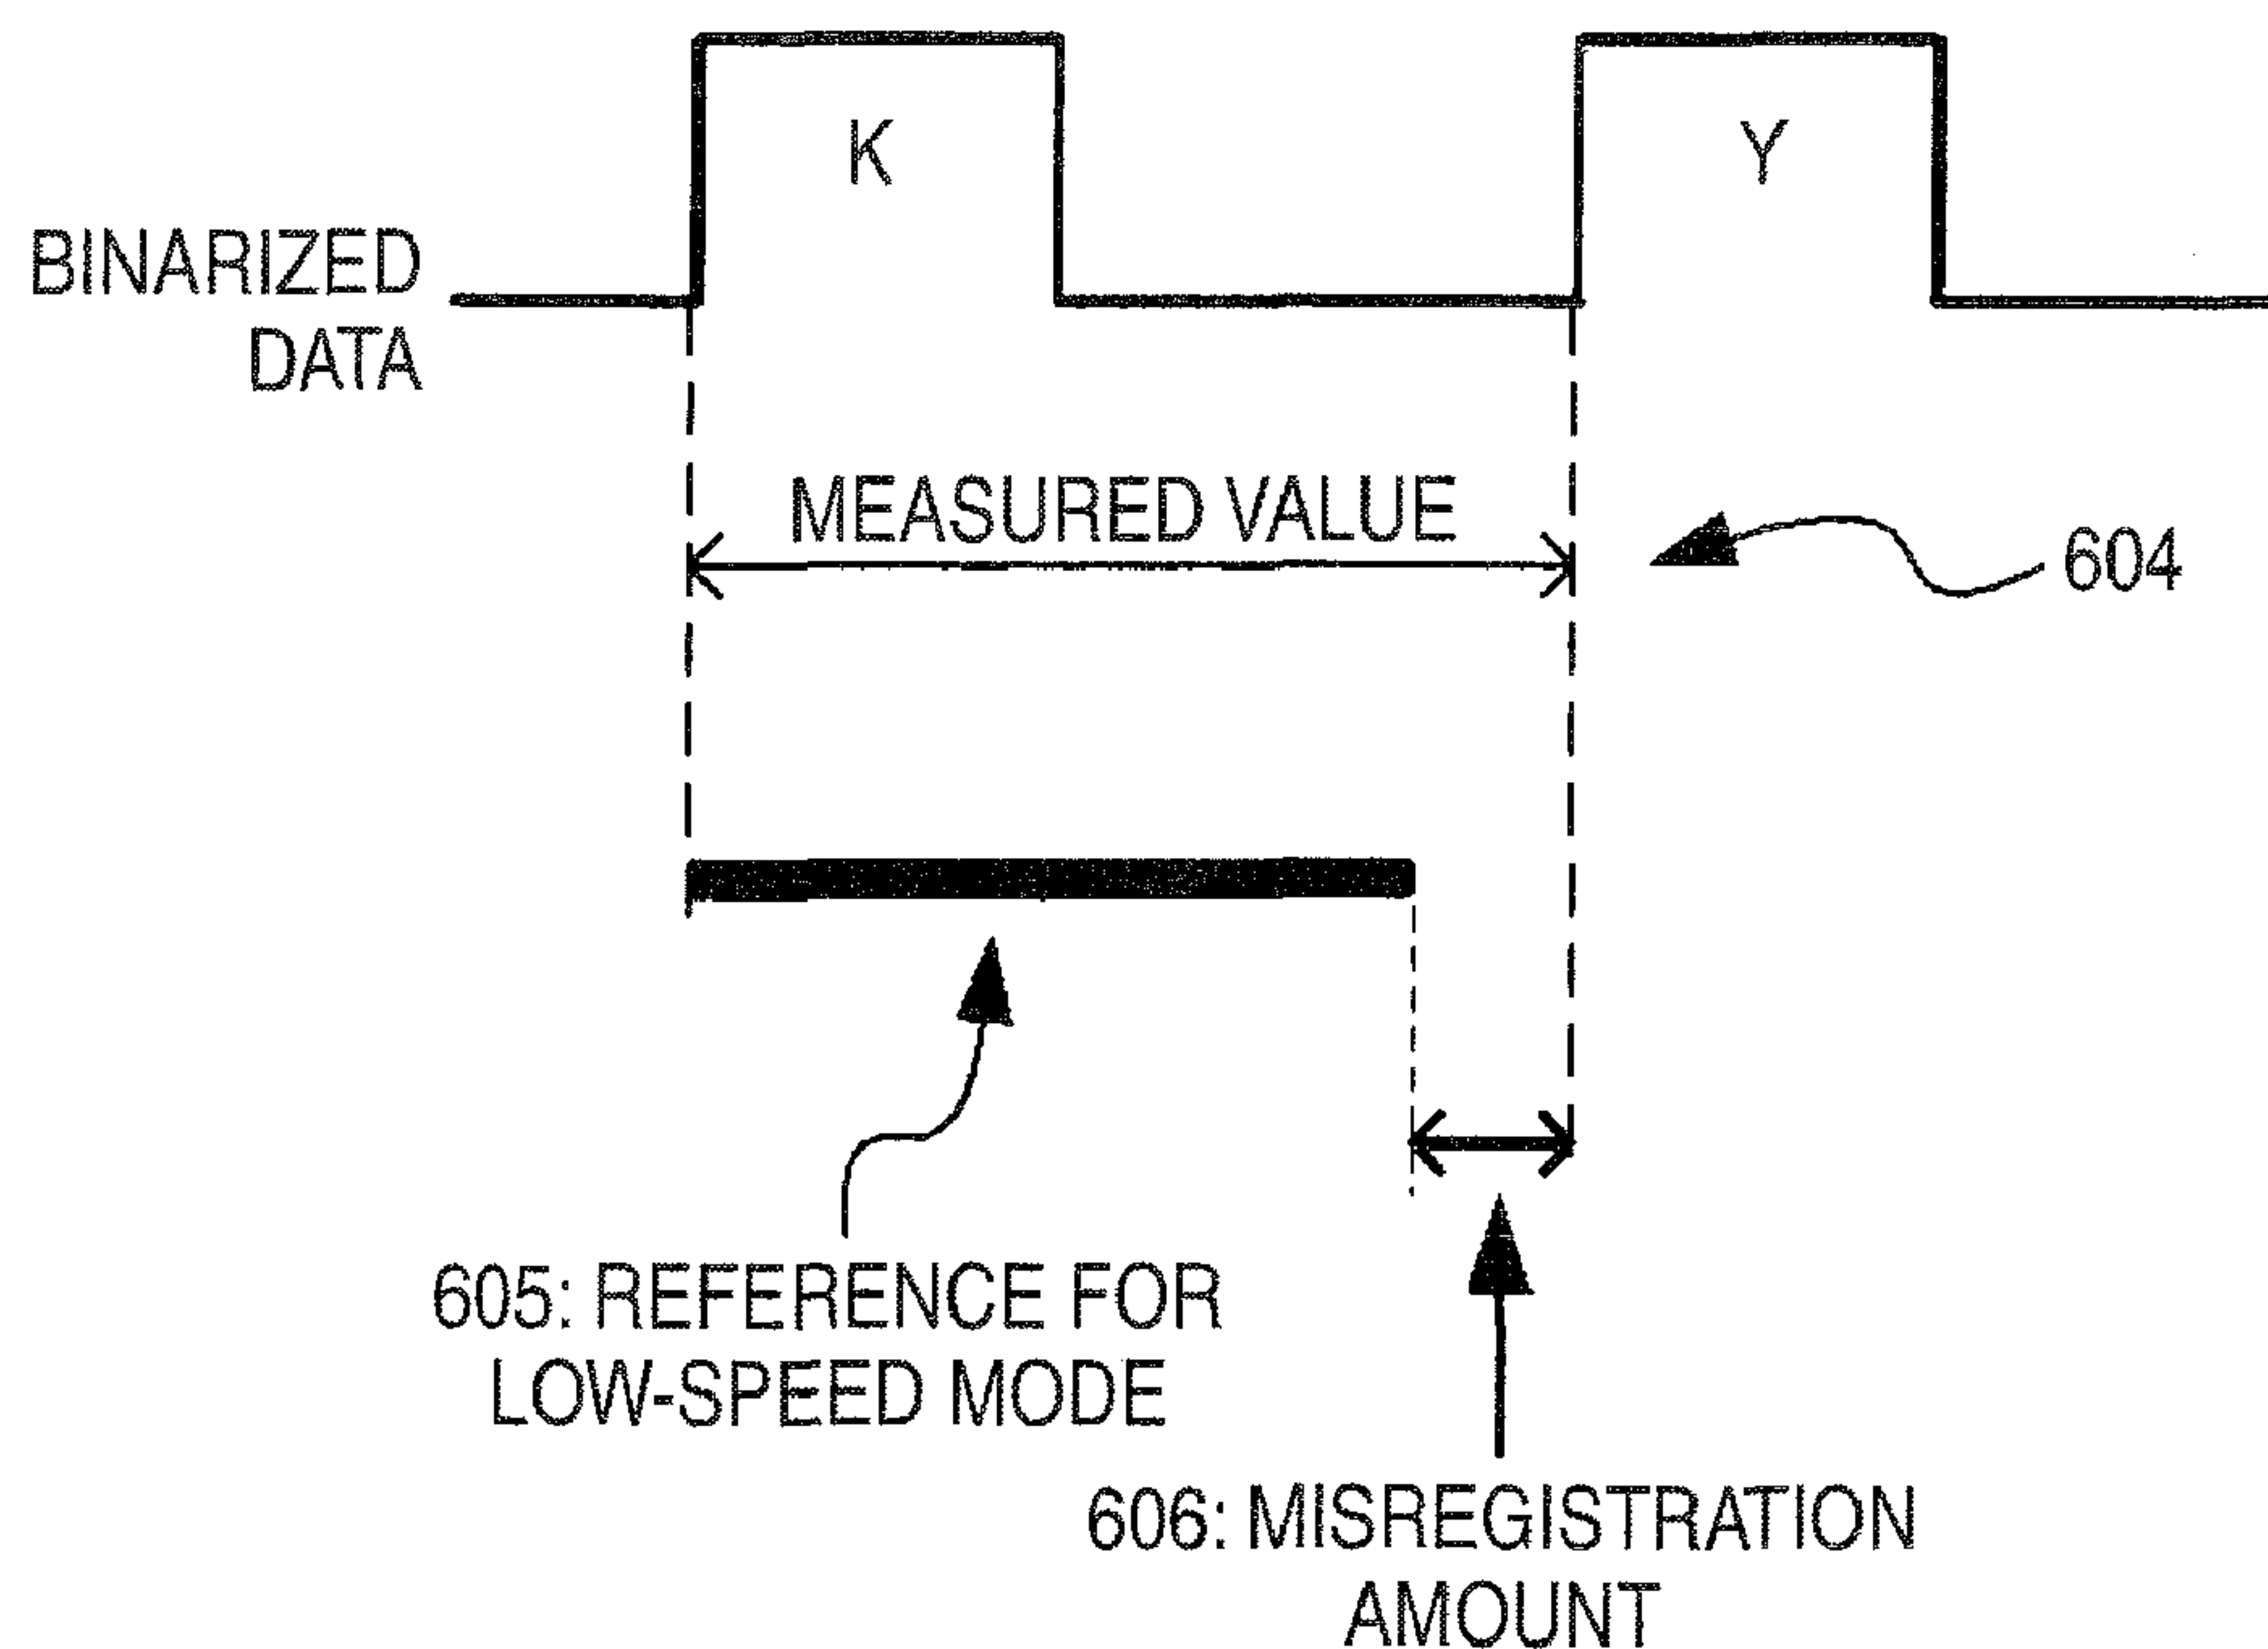 K
Y
BINARIZED
DATA
MEASURED VALUE
604
605: REFERENCE FOR
LOW-SPEED MODE
606: MISREGISTRATION
AMOUNT